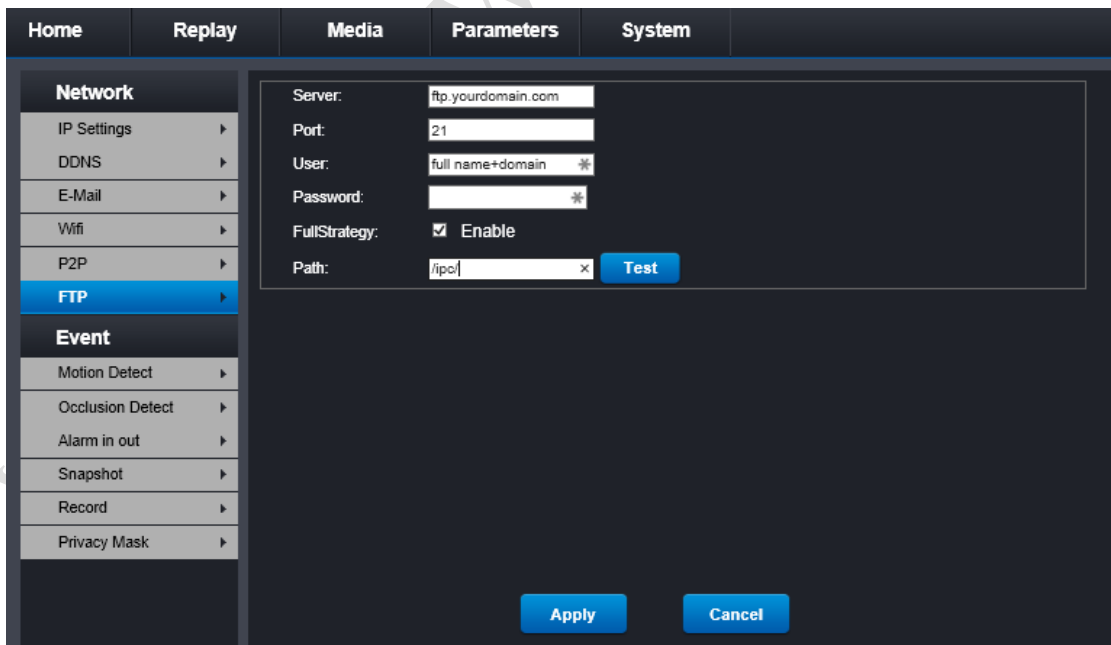 Home Replay Media Parameters System
Network
IP Settings
DDNS
E-Mail
Wifi
P2P
FTP
Event
Motion Detect
Occlusion Detect
Alarm in out
Snapshot
Record
Privacy Mask
Server: ftp.yourdomain.com
Port: 21
User: full name+domain
Password:
FullStrategy: Enable
Path: /ipc/ Test
Apply Cancel